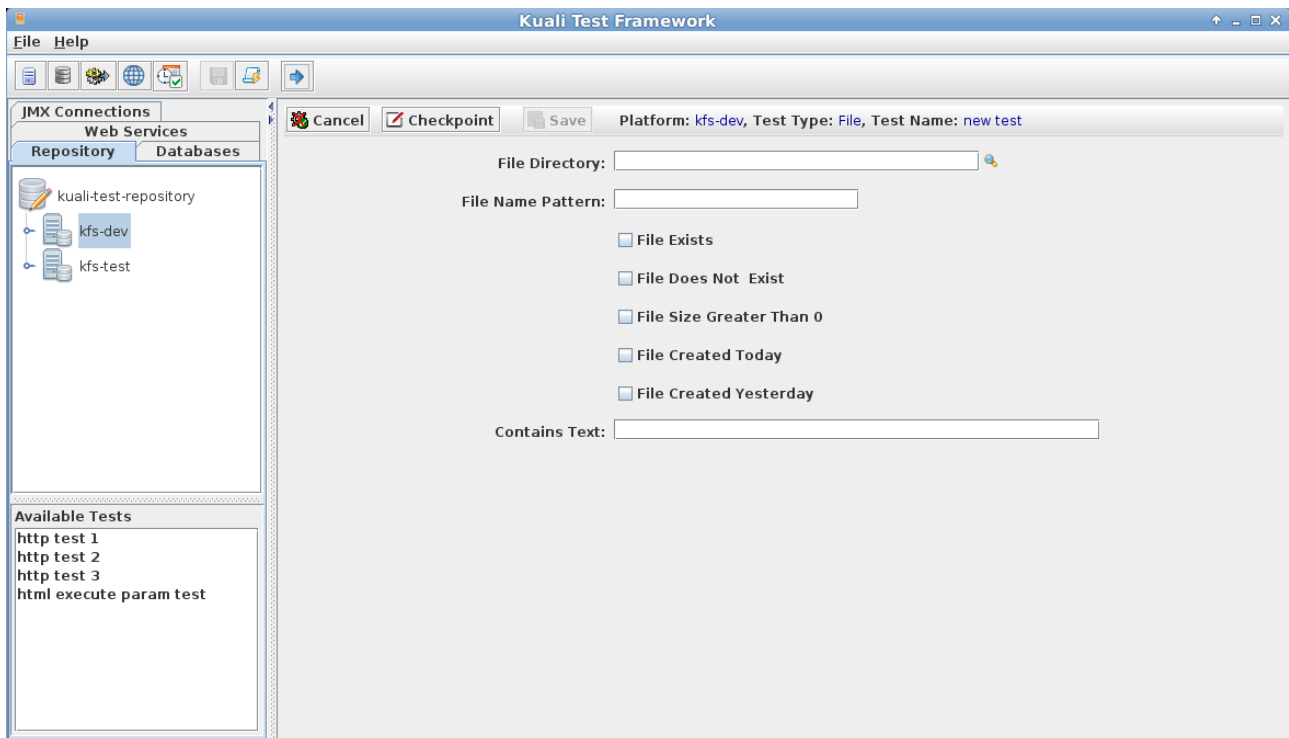 Kuali Test Framework
File Help
JMX Connections
Web Services
Repository Databases
kuali-test-repository
kfs-dev
kfs-test
Available Tests
http test 1
http test 2
http test 3
html execute param test
Cancel Checkpoint Save Platform: kfs-dev, Test Type: File, Test Name: new test
File Directory:
File Name Pattern:
File Exists
File Does Not Exist
File Size Greater Than 0
File Created Today
File Created Yesterday
Contains Text: